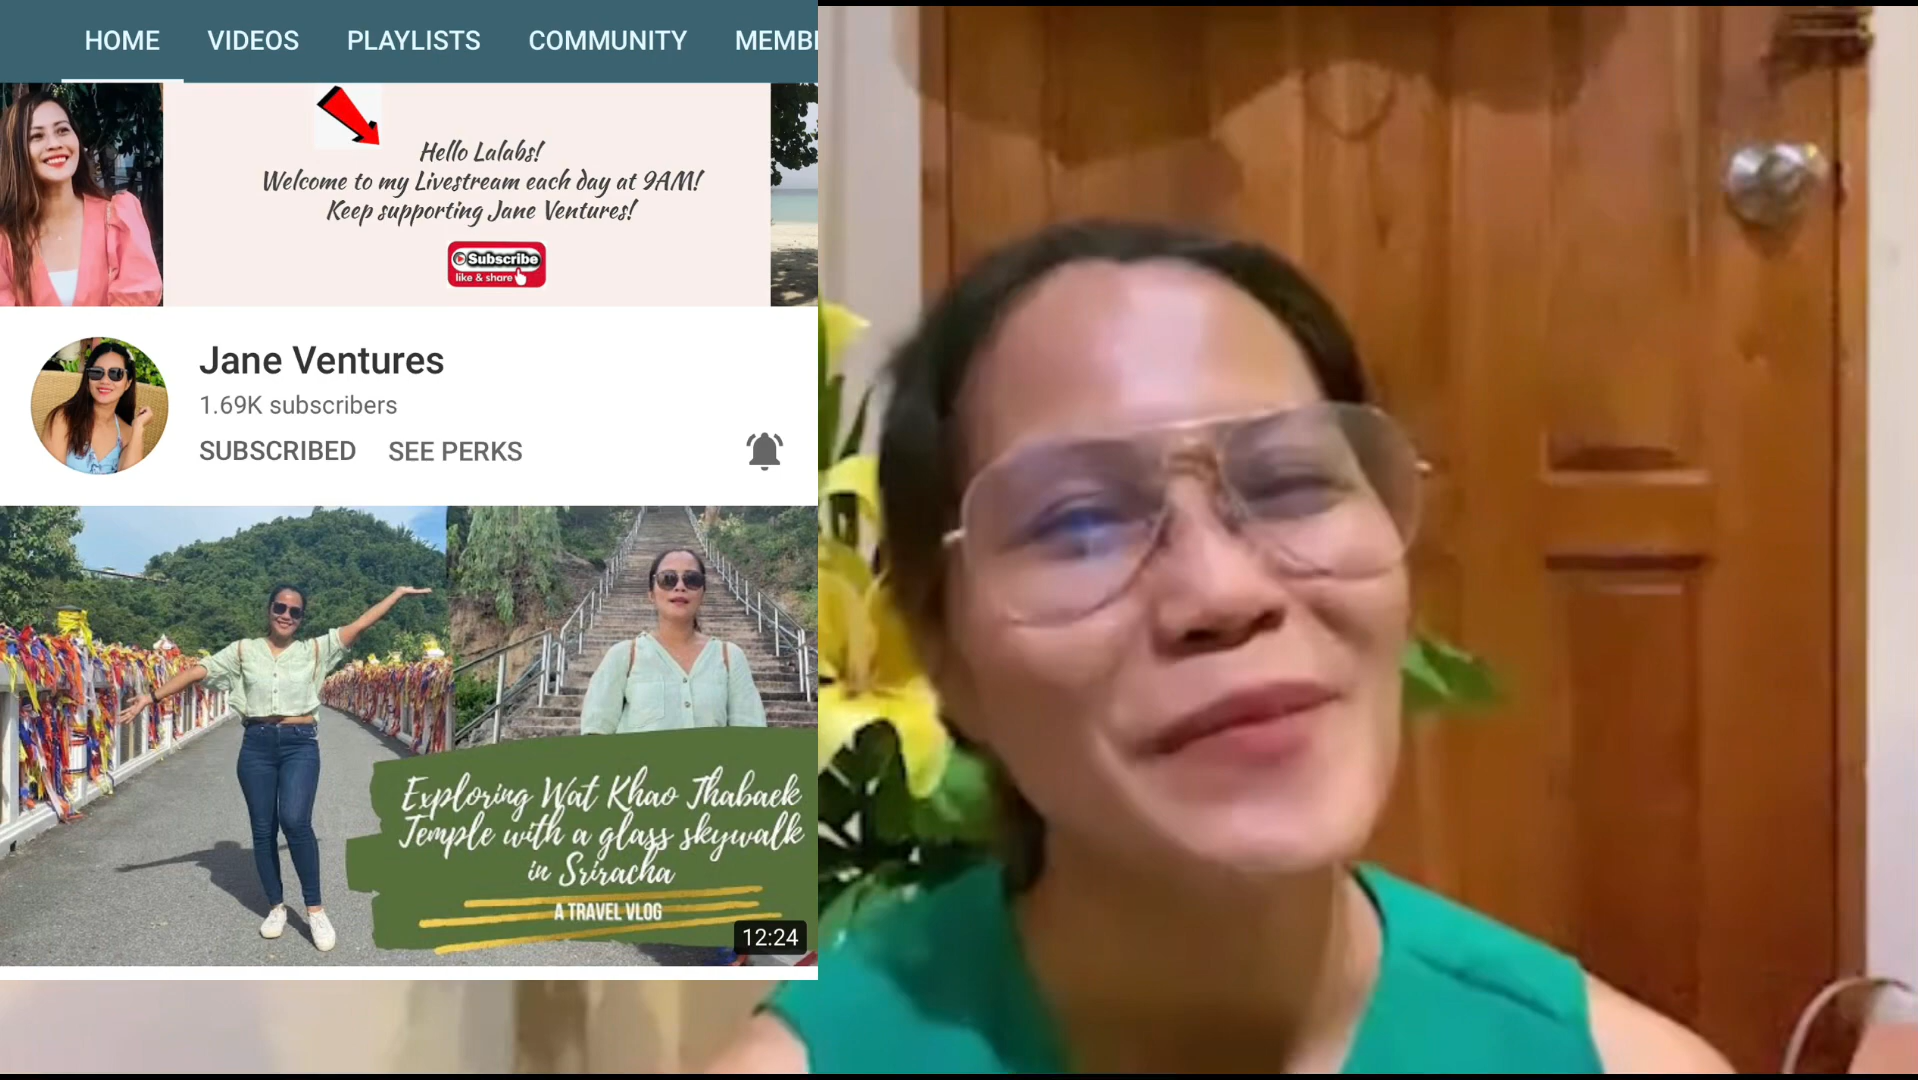 HOME VIDEOS PLAYLISTS COMMUNITY MEMB
Hello Lalabs!
Welcome to my Livestream each day at 9AM!
Keep supporting Jane Ventures!
Subscribe
like & share
Jane Ventures
1.69K subscribers
SUBSCRIBED SEE PERKS
Exploring Wat Khao Thabaek
Temple with a glass skywalk
in Sriracha
A TRAVEL VLOG
12:24